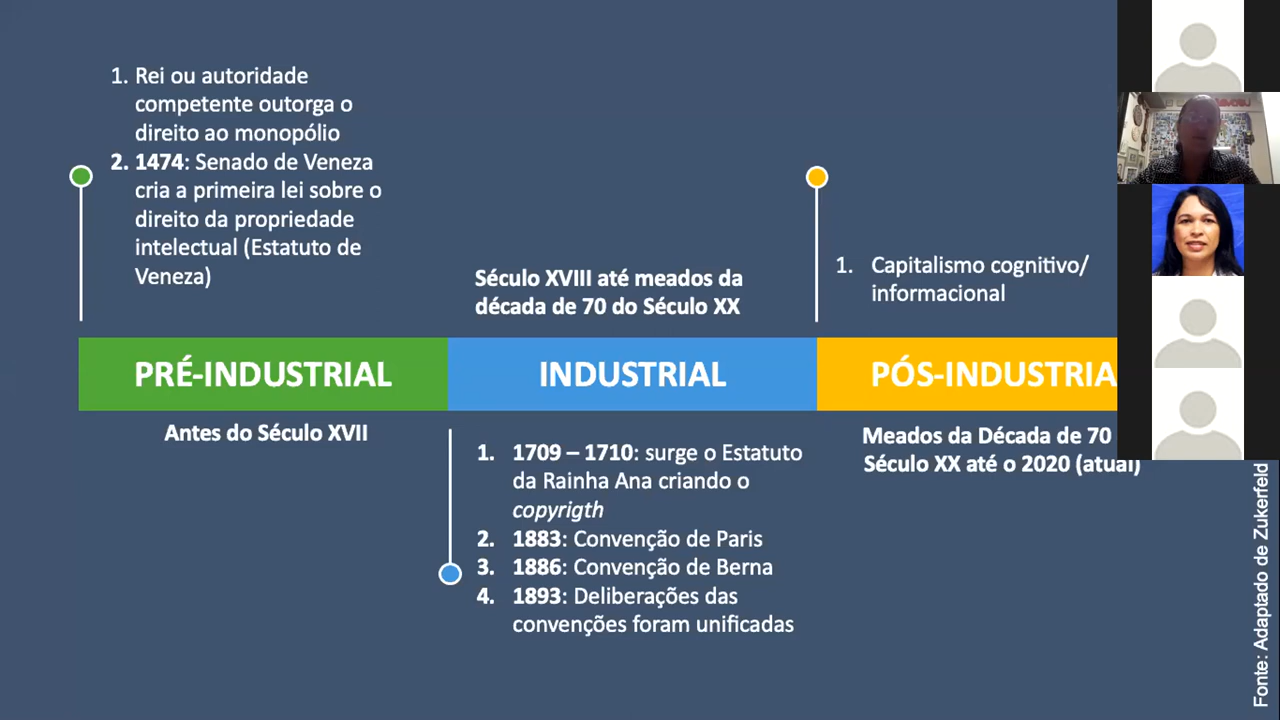 1. Rei ou autoridade
competente outorga o
direito ao monopólio
2. 1474: Senado de Veneza
cria a primeira lei sobre o
direito da propriedade
intelectual (Estatuto de
Veneza)
Século XVIII até meados da
década de 70 do Século XX
1. Capitalismo cognitivo/
informacional
PRÉ-INDUSTRIAL
INDUSTRIAL
PÓS-INDUSTRIA
Antes do Século XVII
1. 1709 – 1710: surge o Estatuto
da Rainha Ana criando o
copyrigth
2. 1883: Convenção de Paris
3. 1886: Convenção de Berna
4. 1893: Deliberações das
convenções foram unificadas
Meados da Década de 70
Século XX até o 2020 (atual)
Fonte: Adaptado de Zukerfeld